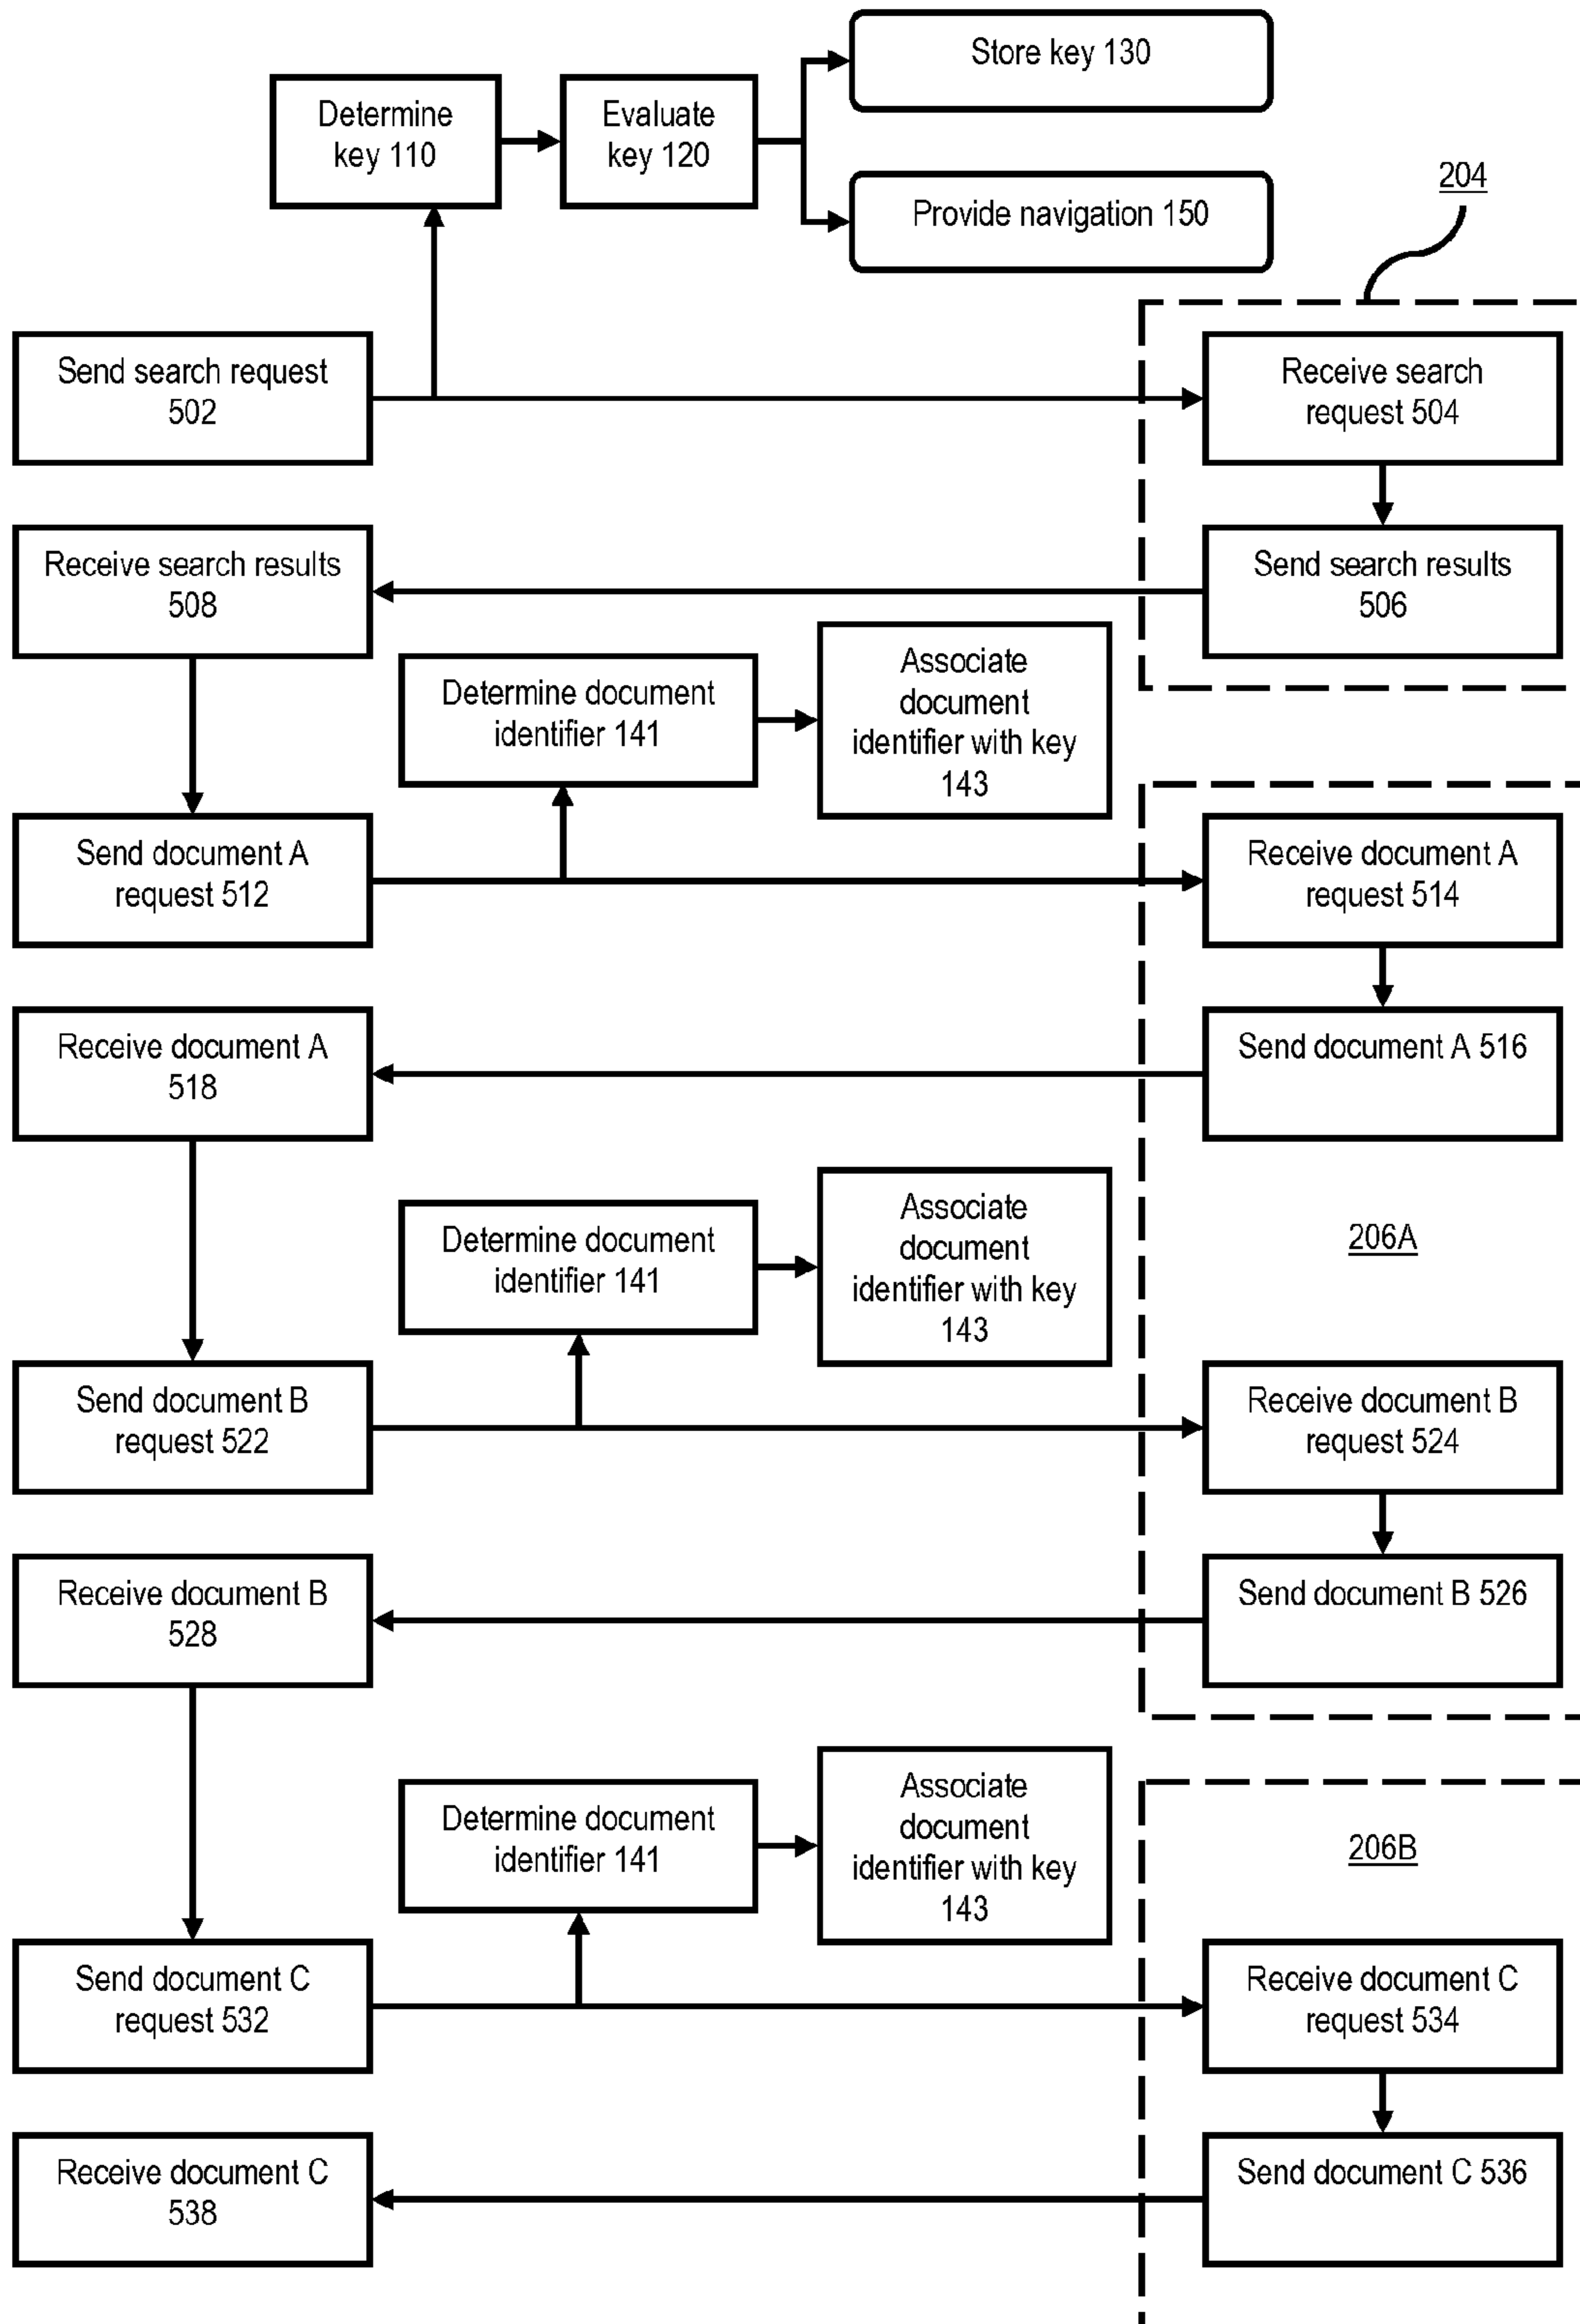 Store key 130
Determine
key 110
Evaluate
key 120
Provide navigation 150
204
Send search request
502
Receive search
request 504
Receive search results
508
Send search results
506
Determine document
identifier 141
Associate
document
identifier with key
143
Send document A
request 512
Receive document A
request 514
Receive document A
518
Send document A 516
Determine document
identifier 141
Associate
document
identifier with key
143
206A
Send document B
request 522
Receive document B
request 524
Receive document B
528
Send document B 526
Determine document
identifier 141
Associate
document
identifier with key
143
206B
Send document C
request 532
Receive document C
request 534
Receive document C
538
Send document C 536